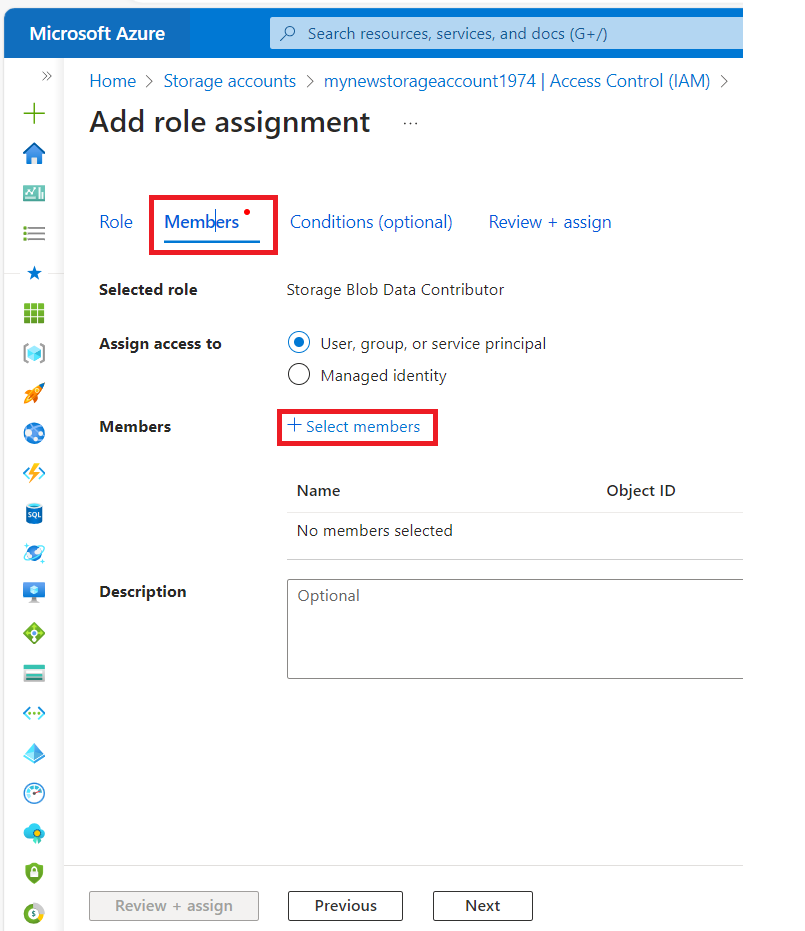 Microsoft Azure
Search resources, services, and docs (G+/)
Home > Storage accounts > mynewstorageaccount1974 | Access Control (IAM) >
Add role assignment ...
Role Members Conditions (optional) Review + assign
Selected role Storage Blob Data Contributor
Assign access to User, group, or service principal
Managed identity
Members + Select members
Name Object ID
No members selected
Description Optional
SQL
Review + assign Previous Next